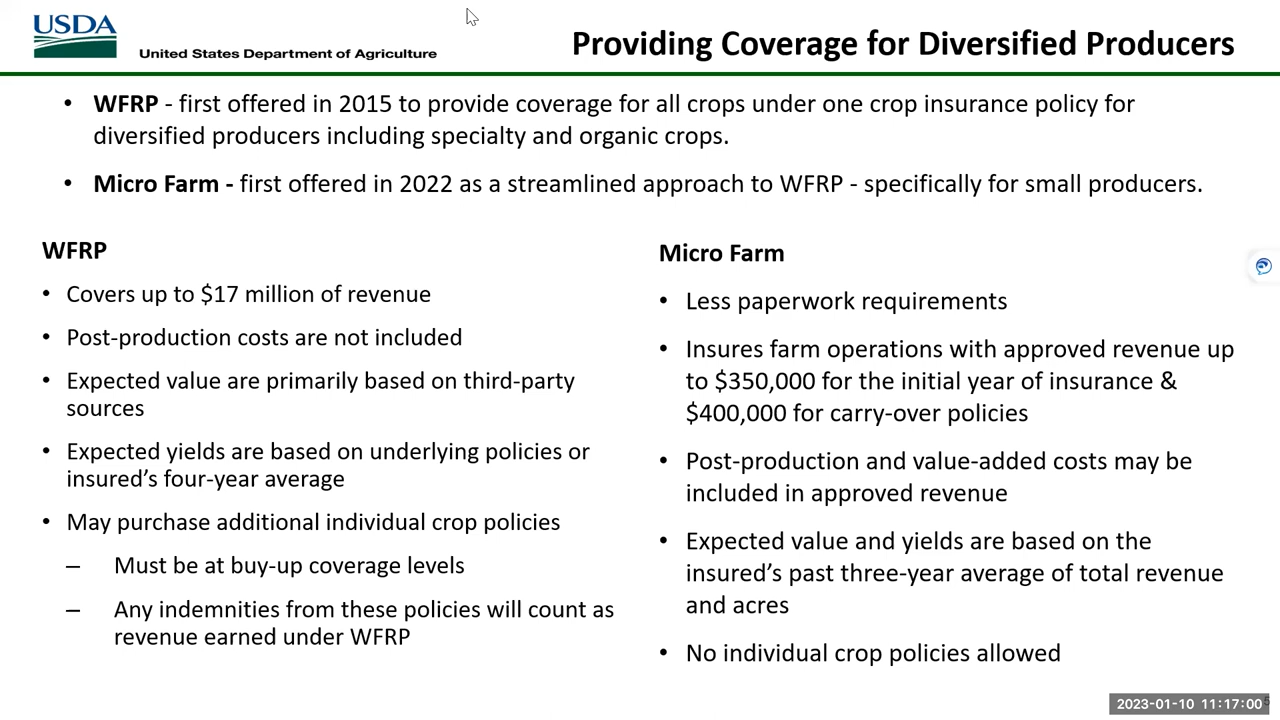 USDA
United States Department of Agriculture
Providing Coverage for Diversified Producers
• WFRP - first offered in 2015 to provide coverage for all crops under one crop insurance policy for
diversified producers including specialty and organic crops.
• Micro Farm - first offered in 2022 as a streamlined approach to WFRP - specifically for small producers.
WFRP
• Covers up to $17 million of revenue
• Post-production costs are not included
• Expected value are primarily based on third-party
sources
• Expected yields are based on underlying policies or
insured’s four-year average
• May purchase additional individual crop policies
– Must be at buy-up coverage levels
– Any indemnities from these policies will count as
revenue earned under WFRP
Micro Farm
• Less paperwork requirements
• Insures farm operations with approved revenue up
to $350,000 for the initial year of insurance &
$400,000 for carry-over policies
• Post-production and value-added costs may be
included in approved revenue
• Expected value and yields are based on the
insured’s past three-year average of total revenue
and acres
• No individual crop policies allowed
2023-01-10 11:17:00
5